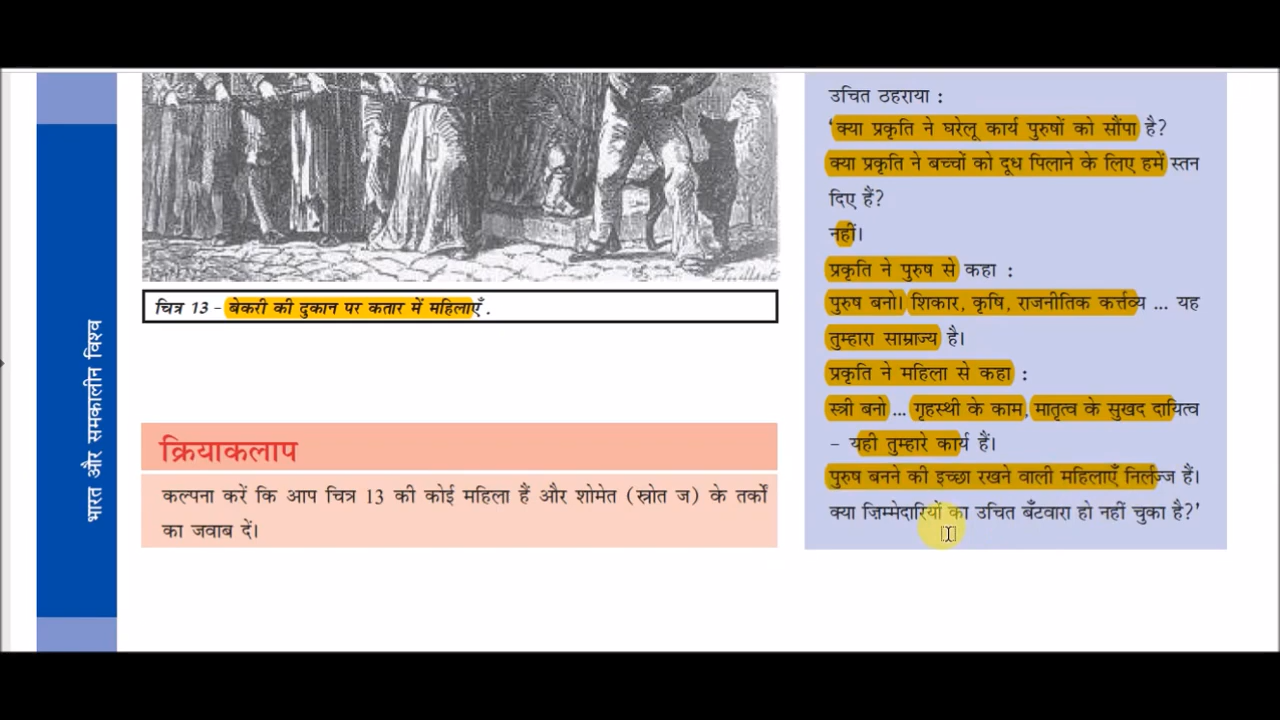 भारत और समकालीन विश्व
चित्र 13 – बेकरी की दुकान पर कतार में महिलाएँ .
क्रियाकलाप
कल्पना करें कि आप चित्र 13 की कोई महिला हैं और शोमेत (स्रोत ज) के तर्कों
का जवाब दें।
उचित ठहराया :
‘क्या प्रकृति ने घरेलू कार्य पुरुषों को सौंपा है?
क्या प्रकृति ने बच्चों को दूध पिलाने के लिए हमें स्तन
दिए हैं?
नहीं।
प्रकृति ने पुरुष से कहा :
पुरुष बनो। शिकार, कृषि, राजनीतिक कर्त्तव्य ... यह
तुम्हारा साम्राज्य है।
प्रकृति ने महिला से कहा :
स्त्री बनो ... गृहस्थी के काम, मातृत्व के सुखद दायित्व
– यही तुम्हारे कार्य हैं।
पुरुष बनने की इच्छा रखने वाली महिलाएँ निर्लज्ज हैं।
क्या ज़िम्मेदारियों का उचित बँटवारा हो नहीं चुका है?’